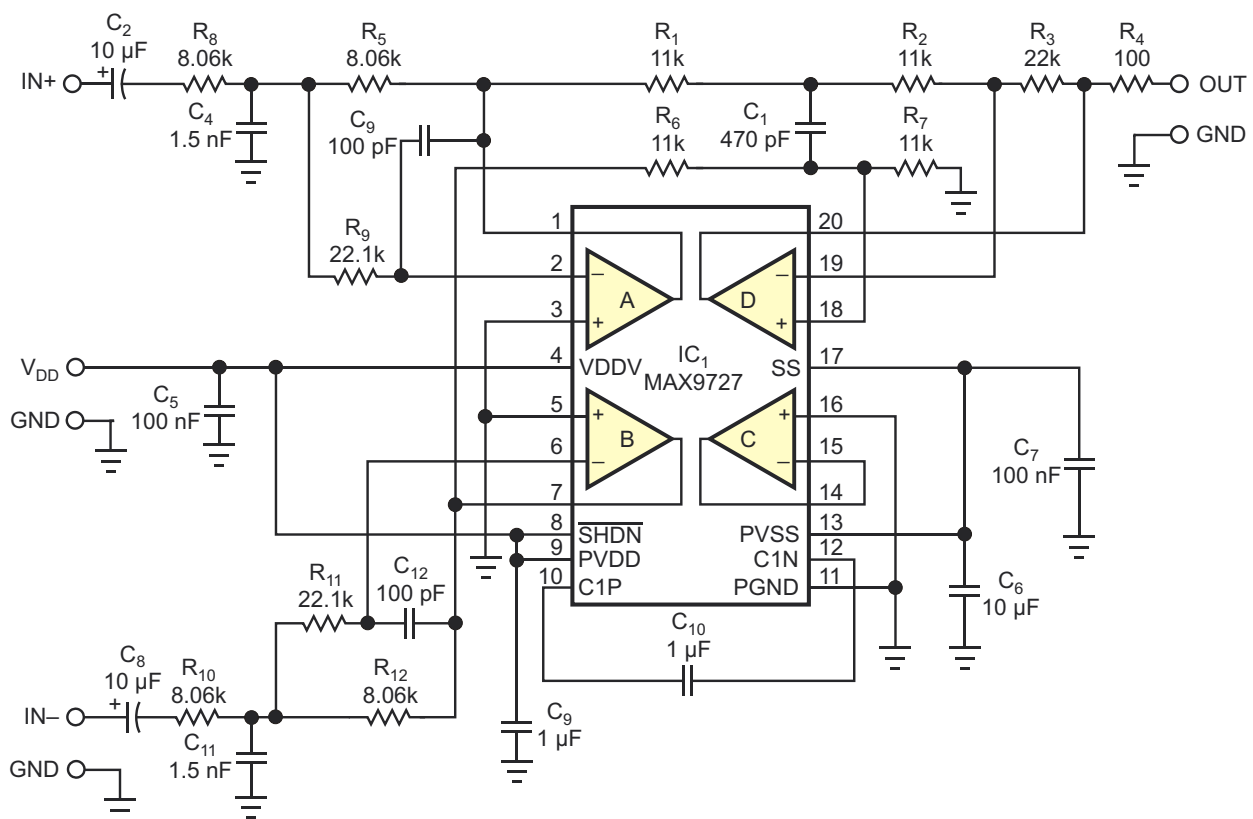 C2
10 µF
R8
8.06k
R5
8.06k
R1
11k
R2
11k
R3
22k
R4
100
IN+
+
OUT
C4
1.5 nF
C9
100 pF
R6
11k
C1
470 pF
R7
11k
GND
R9
22.1k
1
20
2
–
–
19
A
D
3
+
+
18
VDD
4
VDDV
IC1
MAX9727
SS
17
C5
100 nF
GND
5
+
+
16
B
C
6
–
–
15
C7
100 nF
7
14
8
SHDN
PVSS
13
9
PVDD
C1N
12
10
C1P
PGND
11
R11
22.1k
C12
100 pF
C6
10 µF
C10
1 µF
C8
10 µF
R10
8.06k
R12
8.06k
IN–
+
C11
1.5 nF
C9
1 µF
GND